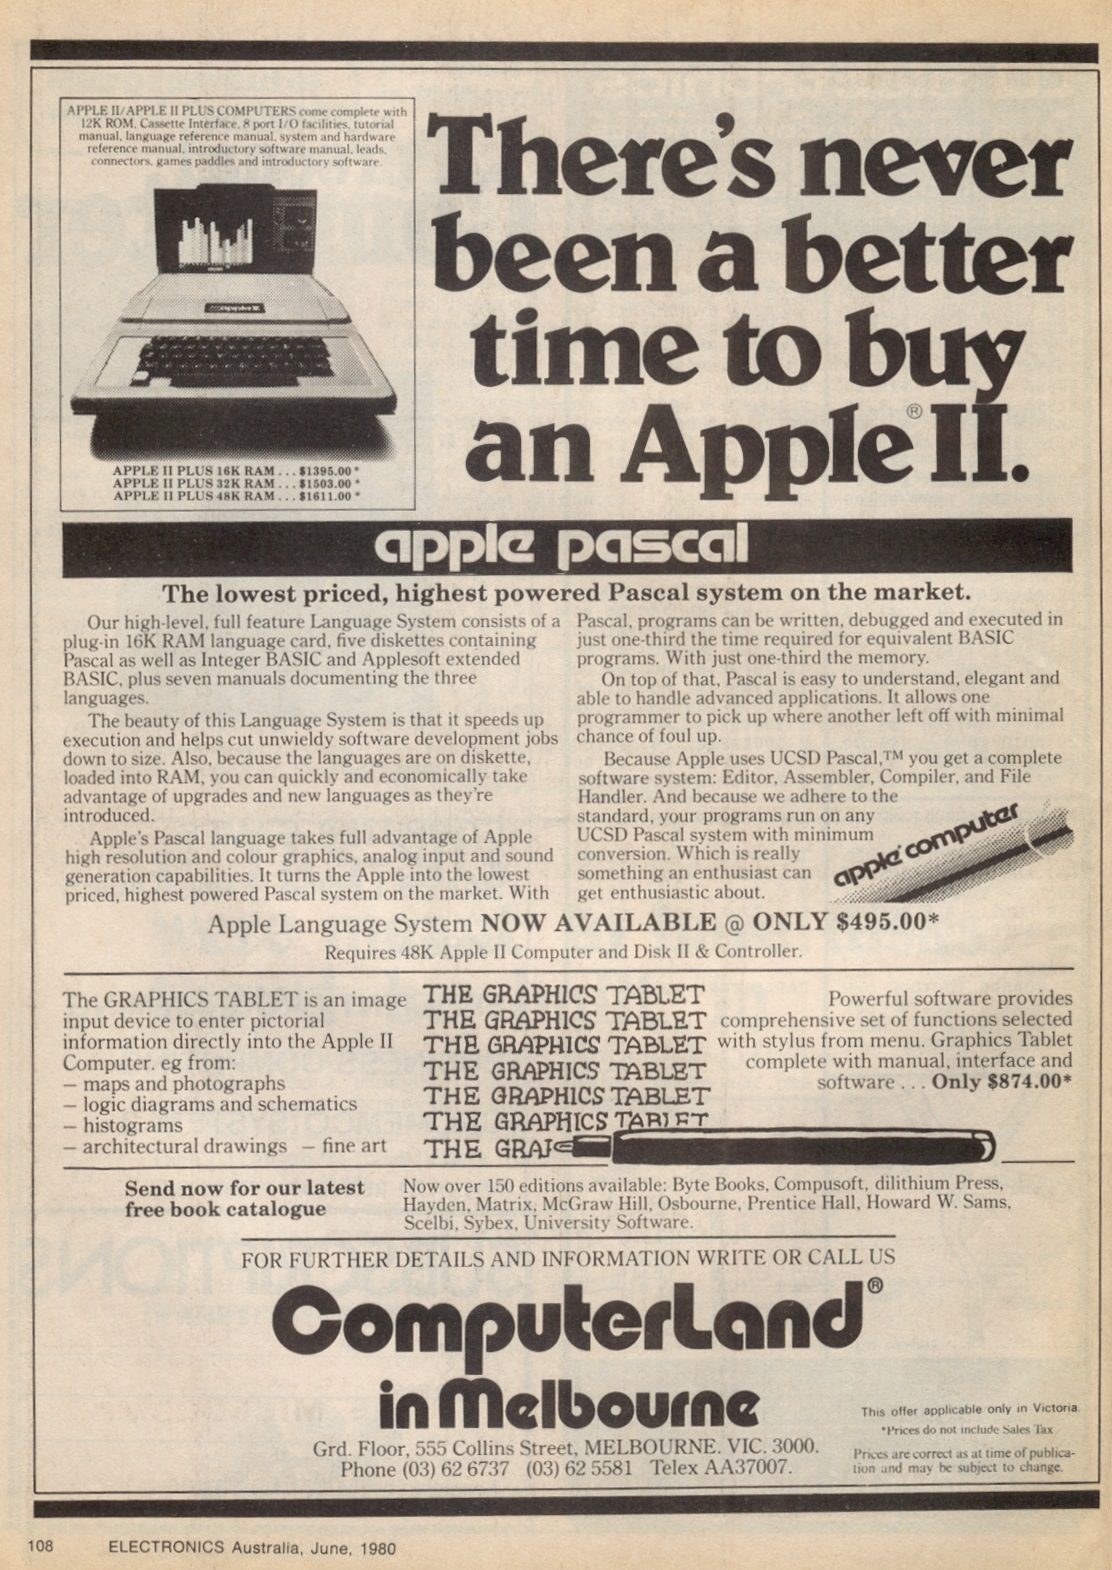 APPLE II/APPLE II PLUS COMPUTERS come complete with
12K ROM, Cassette Interface, 8 port I/O facilities, tutorial
manual, language reference manual, system and hardware
reference manual, introductory software manual, leads,
connectors, games paddles and introductory software.
apple II
APPLE II PLUS 16K RAM . . . $1395.00*
APPLE II PLUS 32K RAM . . . $1503.00*
APPLE II PLUS 48K RAM . . . $1611.00*
There's never
been a better
time to buy
an Apple® II.
apple pascal
The lowest priced, highest powered Pascal system on the market.
Our high-level, full feature Language System consists of a
plug-in 16K RAM language card, five diskettes containing
Pascal as well as Integer BASIC and Applesoft extended
BASIC, plus seven manuals documenting the three
languages.
The beauty of this Language System is that it speeds up
execution and helps cut unwieldy software development jobs
down to size. Also, because the languages are on diskette,
loaded into RAM, you can quickly and economically take
advantage of upgrades and new languages as they're
introduced.
Apple's Pascal language takes full advantage of Apple
high resolution and colour graphics, analog input and sound
generation capabilities. It turns the Apple into the lowest
priced, highest powered Pascal system on the market. With
Pascal, programs can be written, debugged and executed in
just one-third the time required for equivalent BASIC
programs. With just one-third the memory.
On top of that, Pascal is easy to understand, elegant and
able to handle advanced applications. It allows one
programmer to pick up where another left off with minimal
chance of foul up.
Because Apple uses UCSD Pascal,™ you get a complete
software system: Editor, Assembler, Compiler, and File
Handler. And because we adhere to the
standard, your programs run on any
UCSD Pascal system with minimum
conversion. Which is really
something an enthusiast can
get enthusiastic about.
apple computer
Apple Language System NOW AVAILABLE @ ONLY $495.00*
Requires 48K Apple II Computer and Disk II & Controller.
The GRAPHICS TABLET is an image
input device to enter pictorial
information directly into the Apple II
Computer. eg from:
– maps and photographs
– logic diagrams and schematics
– histograms
– architectural drawings – fine art
THE GRAPHICS TABLET
THE GRAPHICS TABLET
THE GRAPHICS TABLET
THE GRAPHICS TABLET
THE GRAPHICS TABLET
THE GRAPHICS TABLET
THE GRA
Powerful software provides
comprehensive set of functions selected
with stylus from menu. Graphics Tablet
complete with manual, interface and
software . . . Only $874.00*
Send now for our latest
free book catalogue
Now over 150 editions available: Byte Books, Compusoft, dilithium Press,
Hayden, Matrix, McGraw Hill, Osbourne, Prentice Hall, Howard W. Sams,
Scelbi, Sybex, University Software.
FOR FURTHER DETAILS AND INFORMATION WRITE OR CALL US
ComputerLand®
in Melbourne
Grd. Floor, 555 Collins Street, MELBOURNE. VIC. 3000.
Phone (03) 62 6737 (03) 62 5581 Telex AA37007.
This offer applicable only in Victoria.
*Prices do not include Sales Tax
Prices are correct as at time of publica-
tion and may be subject to change.
108 ELECTRONICS Australia, June, 1980